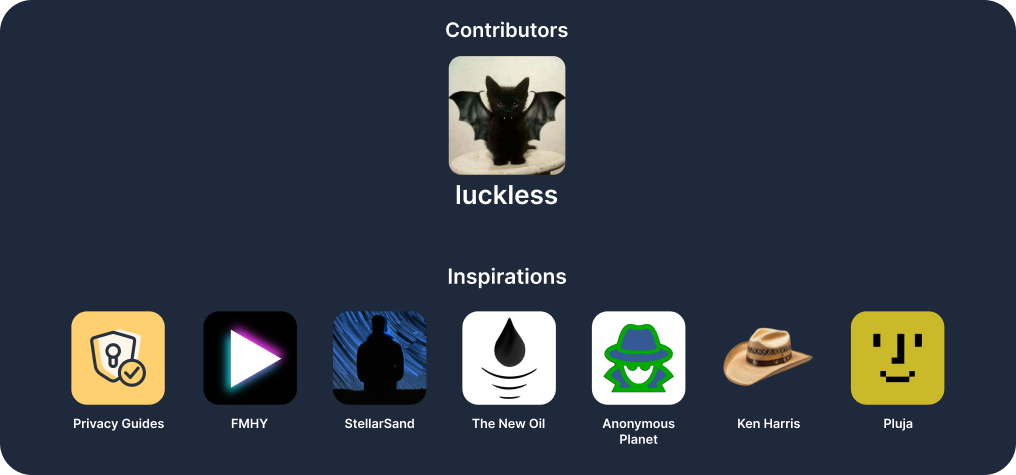 Contributors
luckless
Inspirations
Privacy Guides
FMHY
StellarSand
The New Oil
Anonymous
Planet
Ken Harris
Pluja